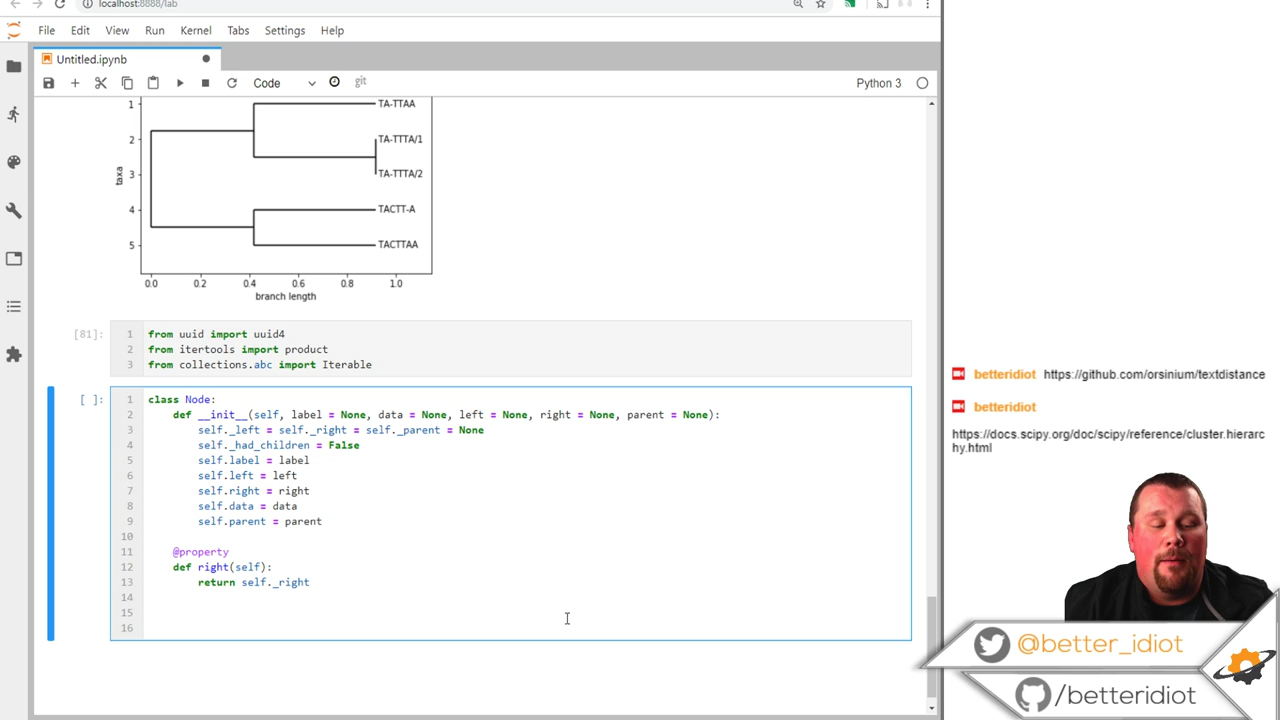 localhost:8888/lab
File Edit View Run Kernel Tabs Settings Help
Untitled.ipynb
Code git Python 3
1 TA-TTAA
2 TA-TTTA/1
3 TA-TTTA/2
4 TACTT-A
5 TACTTAA
taxa
0.0 0.2 0.4 0.6 0.8 1.0
branch length
[81]:
1 from uuid import uuid4
2 from itertools import product
3 from collections.abc import Iterable
[ ]:
1 class Node:
2 def __init__(self, label = None, data = None, left = None, right = None, parent = None):
3 self._left = self._right = self._parent = None
4 self._had_children = False
5 self.label = label
6 self.left = left
7 self.right = right
8 self.data = data
9 self.parent = parent
10
11 @property
12 def right(self):
13 return self._right
14
15
16
betteridiot https://github.com/orsinium/textdistance
betteridiot
https://docs.scipy.org/doc/scipy/reference/cluster.hierarc
hy.html
@better_idiot
/betteridiot